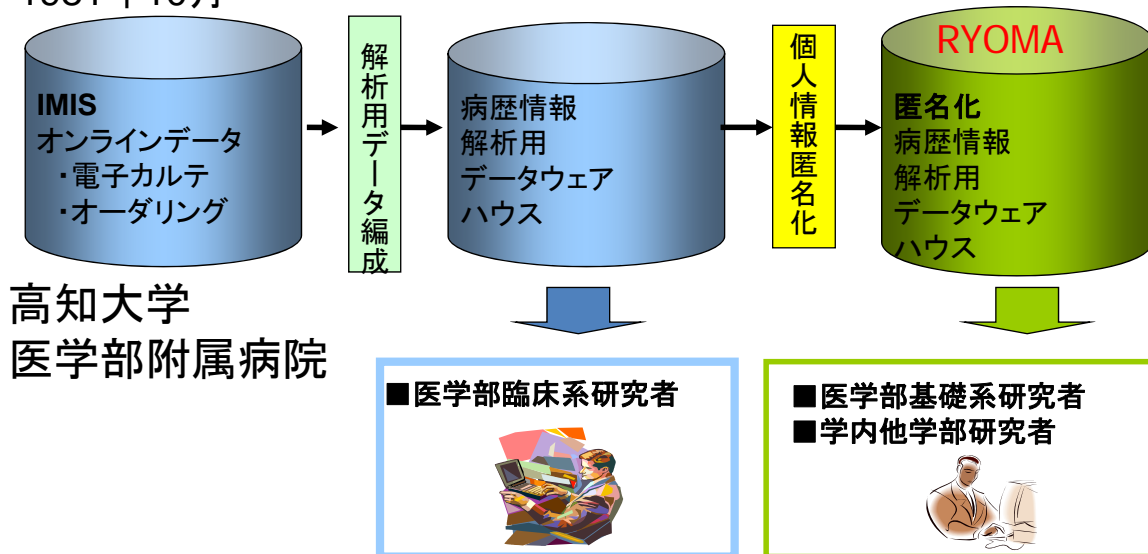 IMIS
オンラインデータ
・電子カルテ
・オーダリング
解析用データ編成
病歴情報
解析用
データウェア
ハウス
個人情報匿名化
RYOMA
匿名化
病歴情報
解析用
データウェア
ハウス
高知大学
医学部附属病院
■医学部臨床系研究者
■医学部基礎系研究者
■学内他学部研究者